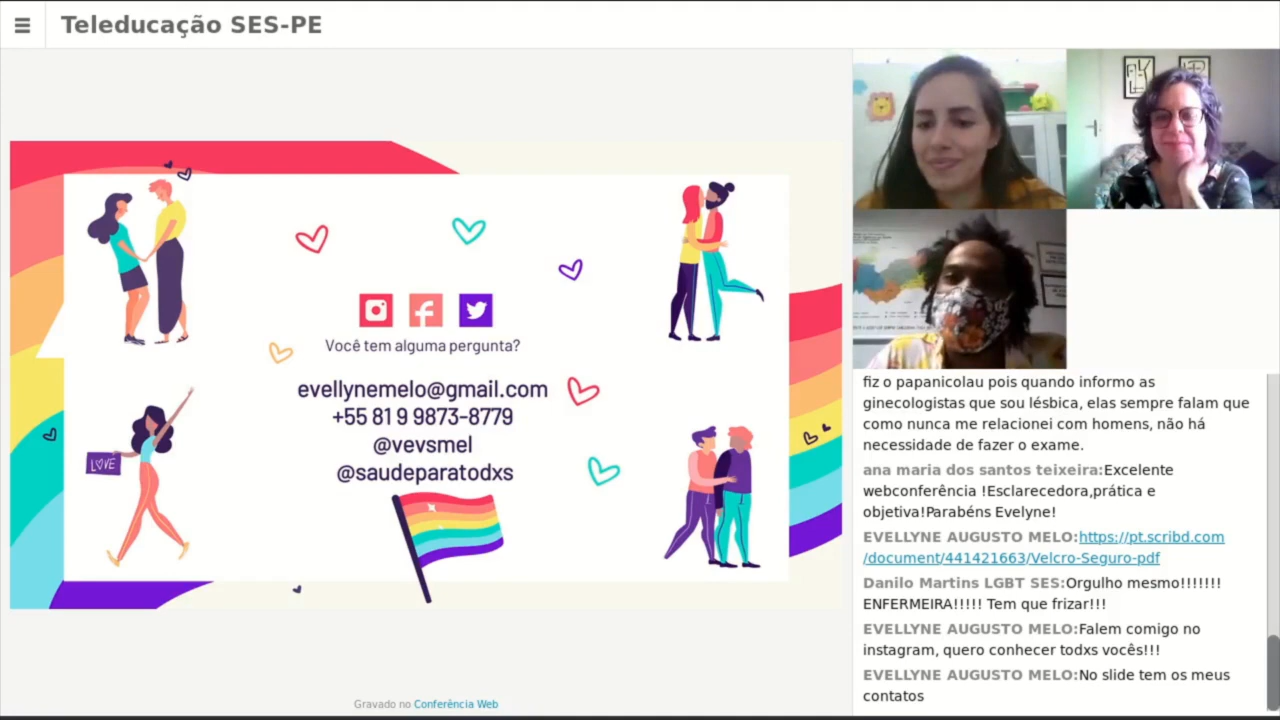 Teleducação SES-PE
LOVE
Você tem alguma pergunta?
evellynemelo@gmail.com
+55 81 9 9873-8779
@vevsmel
@saudeparatodxs
Gravado no Conferência Web
fiz o papanicolau pois quando informo as
ginecologistas que sou lésbica, elas sempre falam que
como nunca me relacionei com homens, não há
necessidade de fazer o exame.
ana maria dos santos teixeira:Excelente
webconferência !Esclarecedora,prática e
objetiva!Parabéns Evelyne!
EVELLYNE AUGUSTO MELO:https://pt.scribd.com
/document/441421663/Velcro-Seguro-pdf
Danilo Martins LGBT SES:Orgulho mesmo!!!!!!!
ENFERMEIRA!!!!! Tem que frizar!!!
EVELLYNE AUGUSTO MELO:Falem comigo no
instagram, quero conhecer todxs vocês!!!
EVELLYNE AUGUSTO MELO:No slide tem os meus
contatos